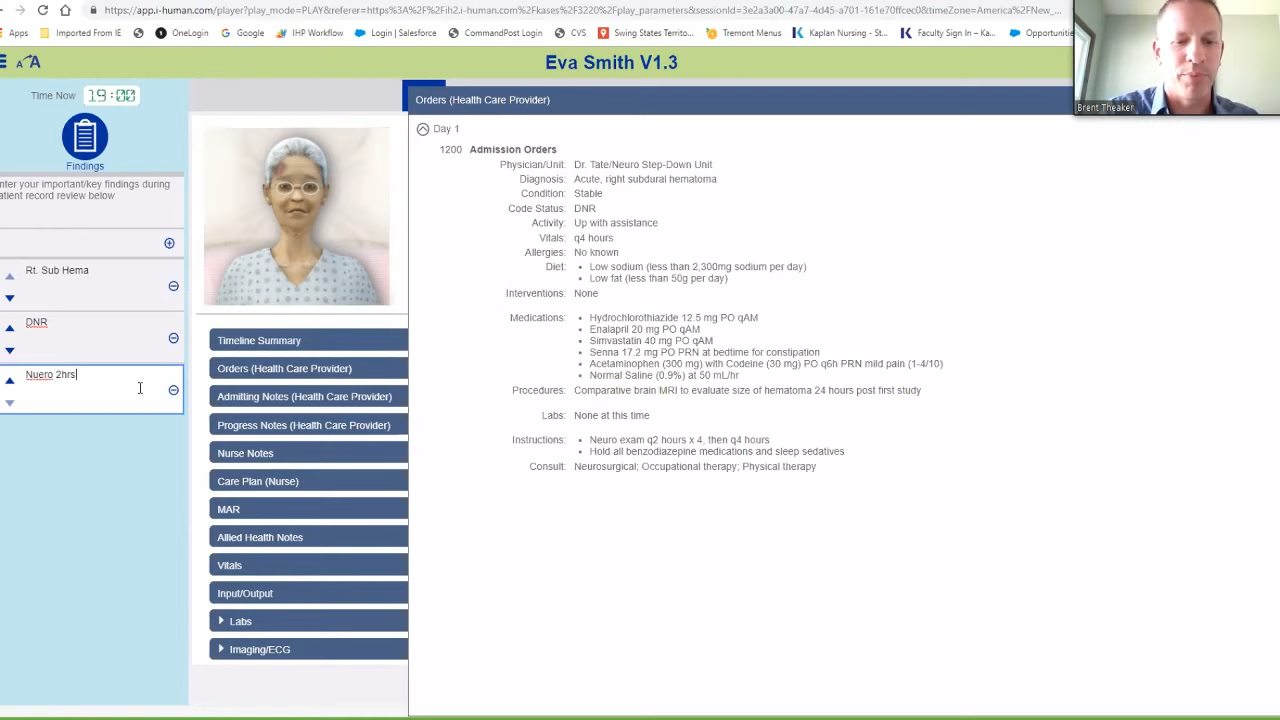 https://app.i-human.com/player?play_mode=PLAY&referer=https%3A%2F%2Fih2.i-human.com%2Fkases%2F3220%2Fplay_parameters&sessionId=3e2a3a00-47a7-4d45-a701-161e70ffcec0&timeZone=America%2FNew_...
Apps Imported From IE OneLogin Google IHP Workflow Login | Salesforce CommandPost Login CVS Swing States Territo... Tremont Menus Kaplan Nursing - St... Faculty Sign In – Ka... Opportunities
AA
Eva Smith V1.3
Brent Theaker
Time Now 19:00
Findings
nter your important/key findings during
atient record review below
Rt. Sub Hema
DNR
Nuero 2hrs
Timeline Summary
Orders (Health Care Provider)
Admitting Notes (Health Care Provider)
Progress Notes (Health Care Provider)
Nurse Notes
Care Plan (Nurse)
MAR
Allied Health Notes
Vitals
Input/Output
Labs
Imaging/ECG
Orders (Health Care Provider)
Day 1
1200 Admission Orders
Physician/Unit: Dr. Tate/Neuro Step-Down Unit
Diagnosis: Acute, right subdural hematoma
Condition: Stable
Code Status: DNR
Activity: Up with assistance
Vitals: q4 hours
Allergies: No known
Diet: • Low sodium (less than 2,300mg sodium per day)
• Low fat (less than 50g per day)
Interventions: None
Medications: • Hydrochlorothiazide 12.5 mg PO qAM
• Enalapril 20 mg PO qAM
• Simvastatin 40 mg PO qAM
• Senna 17.2 mg PO PRN at bedtime for constipation
• Acetaminophen (300 mg) with Codeine (30 mg) PO q6h PRN mild pain (1-4/10)
• Normal Saline (0.9%) at 50 mL/hr
Procedures: Comparative brain MRI to evaluate size of hematoma 24 hours post first study
Labs: None at this time
Instructions: • Neuro exam q2 hours x 4, then q4 hours
• Hold all benzodiazepine medications and sleep sedatives
Consult: Neurosurgical; Occupational therapy; Physical therapy